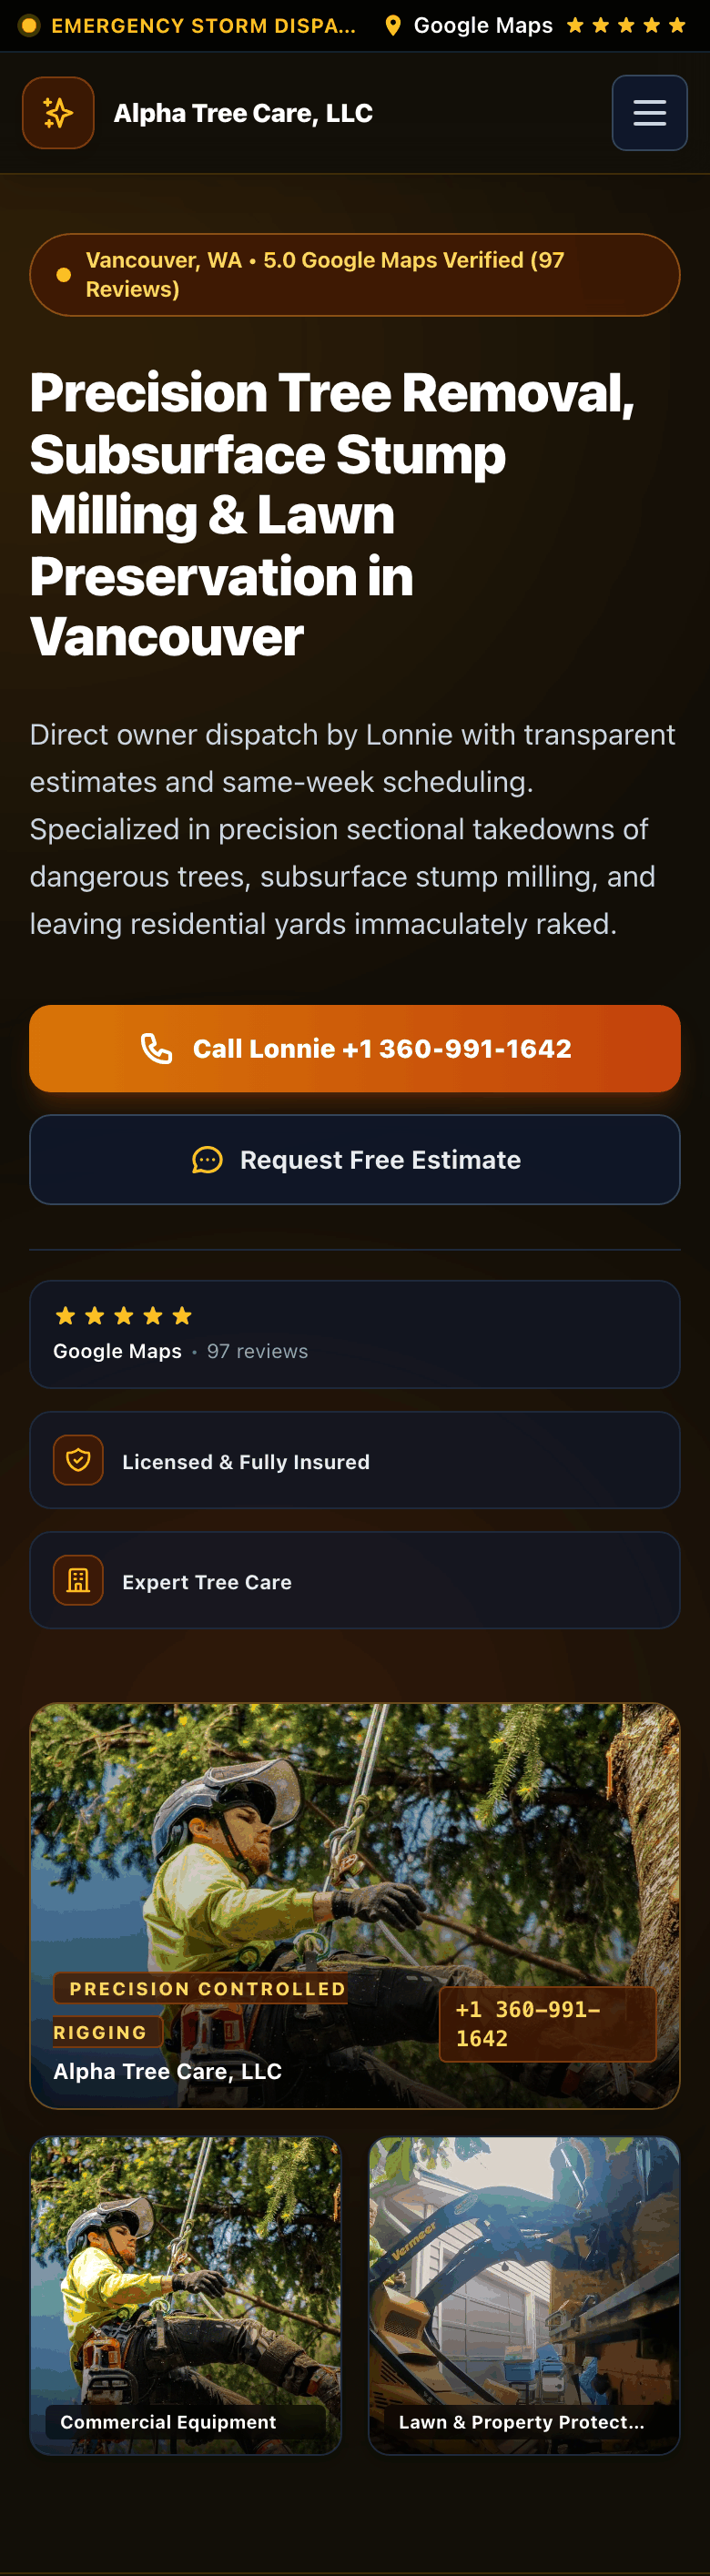 EMERGENCY STORM DISPA...
Google Maps
Alpha Tree Care, LLC
Vancouver, WA • 5.0 Google Maps Verified (97
Reviews)
Precision Tree Removal,
Subsurface Stump
Milling & Lawn
Preservation in
Vancouver
Direct owner dispatch by Lonnie with transparent
estimates and same-week scheduling.
Specialized in precision sectional takedowns of
dangerous trees, subsurface stump milling, and
leaving residential yards immaculately raked.
Call Lonnie +1 360-991-1642
Request Free Estimate
Google Maps • 97 reviews
Licensed & Fully Insured
Expert Tree Care
PRECISION CONTROLLED
RIGGING
Alpha Tree Care, LLC
+1 360-991-
1642
Vermeer
Commercial Equipment
Lawn & Property Protect...